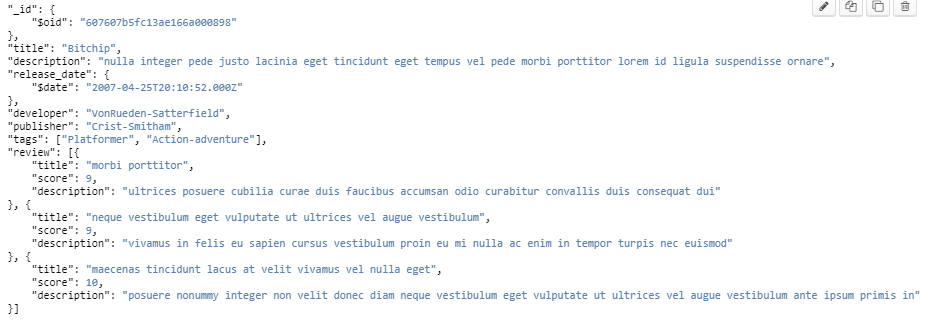 "_id": {
    "$oid": "607607b5fc13ae166a000898"
},
"title": "Bitchip",
"description": "nulla integer pede justo lacinia eget tincidunt eget tempus vel pede morbi porttitor lorem id ligula suspendisse ornare",
"release_date": {
    "$date": "2007-04-25T20:10:52.000Z"
},
"developer": "VonRueden-Satterfield",
"publisher": "Crist-Smitham",
"tags": ["Platformer", "Action-adventure"],
"review": [{
    "title": "morbi porttitor",
    "score": 9,
    "description": "ultrices posuere cubilia curae duis faucibus accumsan odio curabitur convallis duis consequat dui"
}, {
    "title": "neque vestibulum eget vulputate ut ultrices vel augue vestibulum",
    "score": 9,
    "description": "vivamus in felis eu sapien cursus vestibulum proin eu mi nulla ac enim in tempor turpis nec euismod"
}, {
    "title": "maecenas tincidunt lacus at velit vivamus vel nulla eget",
    "score": 10,
    "description": "posuere nonummy integer non velit donec diam neque vestibulum eget vulputate ut ultrices vel augue vestibulum ante ipsum primis in"
}]